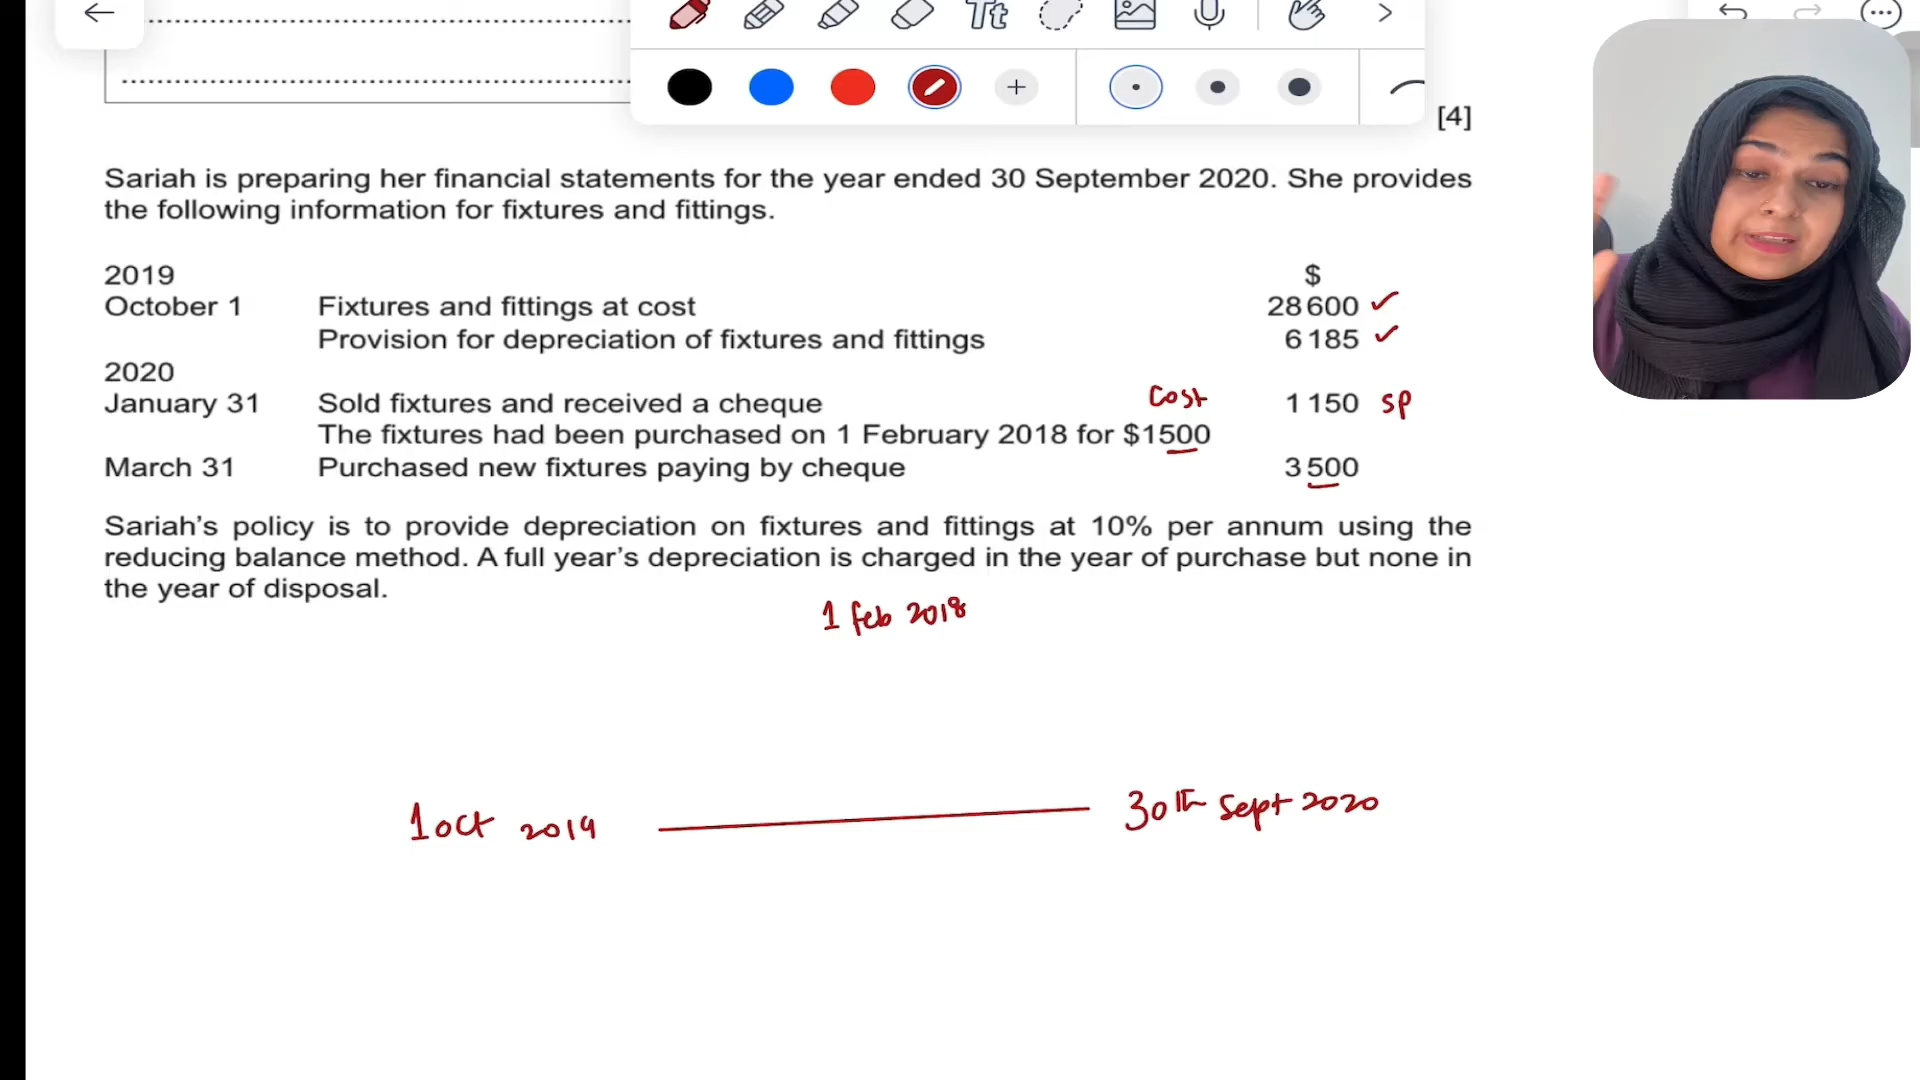 Tt
[4]
Sariah is preparing her financial statements for the year ended 30 September 2020. She provides
the following information for fixtures and fittings.
2019 $
October 1 Fixtures and fittings at cost 28 600 ✓
Provision for depreciation of fixtures and fittings 6 185 ✓
2020
January 31 Sold fixtures and received a cheque cost 1 150 SP
The fixtures had been purchased on 1 February 2018 for $1500
March 31 Purchased new fixtures paying by cheque 3 500
Sariah’s policy is to provide depreciation on fixtures and fittings at 10% per annum using the
reducing balance method. A full year’s depreciation is charged in the year of purchase but none in
the year of disposal.
1 feb 2018
1 oct 2019 30th Sept 2020